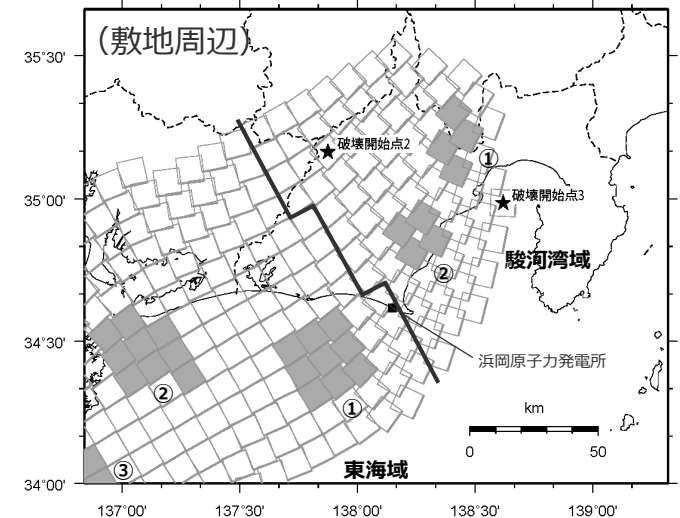 （敷地周辺）
35°30'
破壊開始点2
①
35°00'
破壊開始点3
駿河湾域
②
34°30'
浜岡原子力発電所
②
①
km
0
50
③
東海域
34°00'
137°00'
137°30'
138°00'
138°30'
139°00'